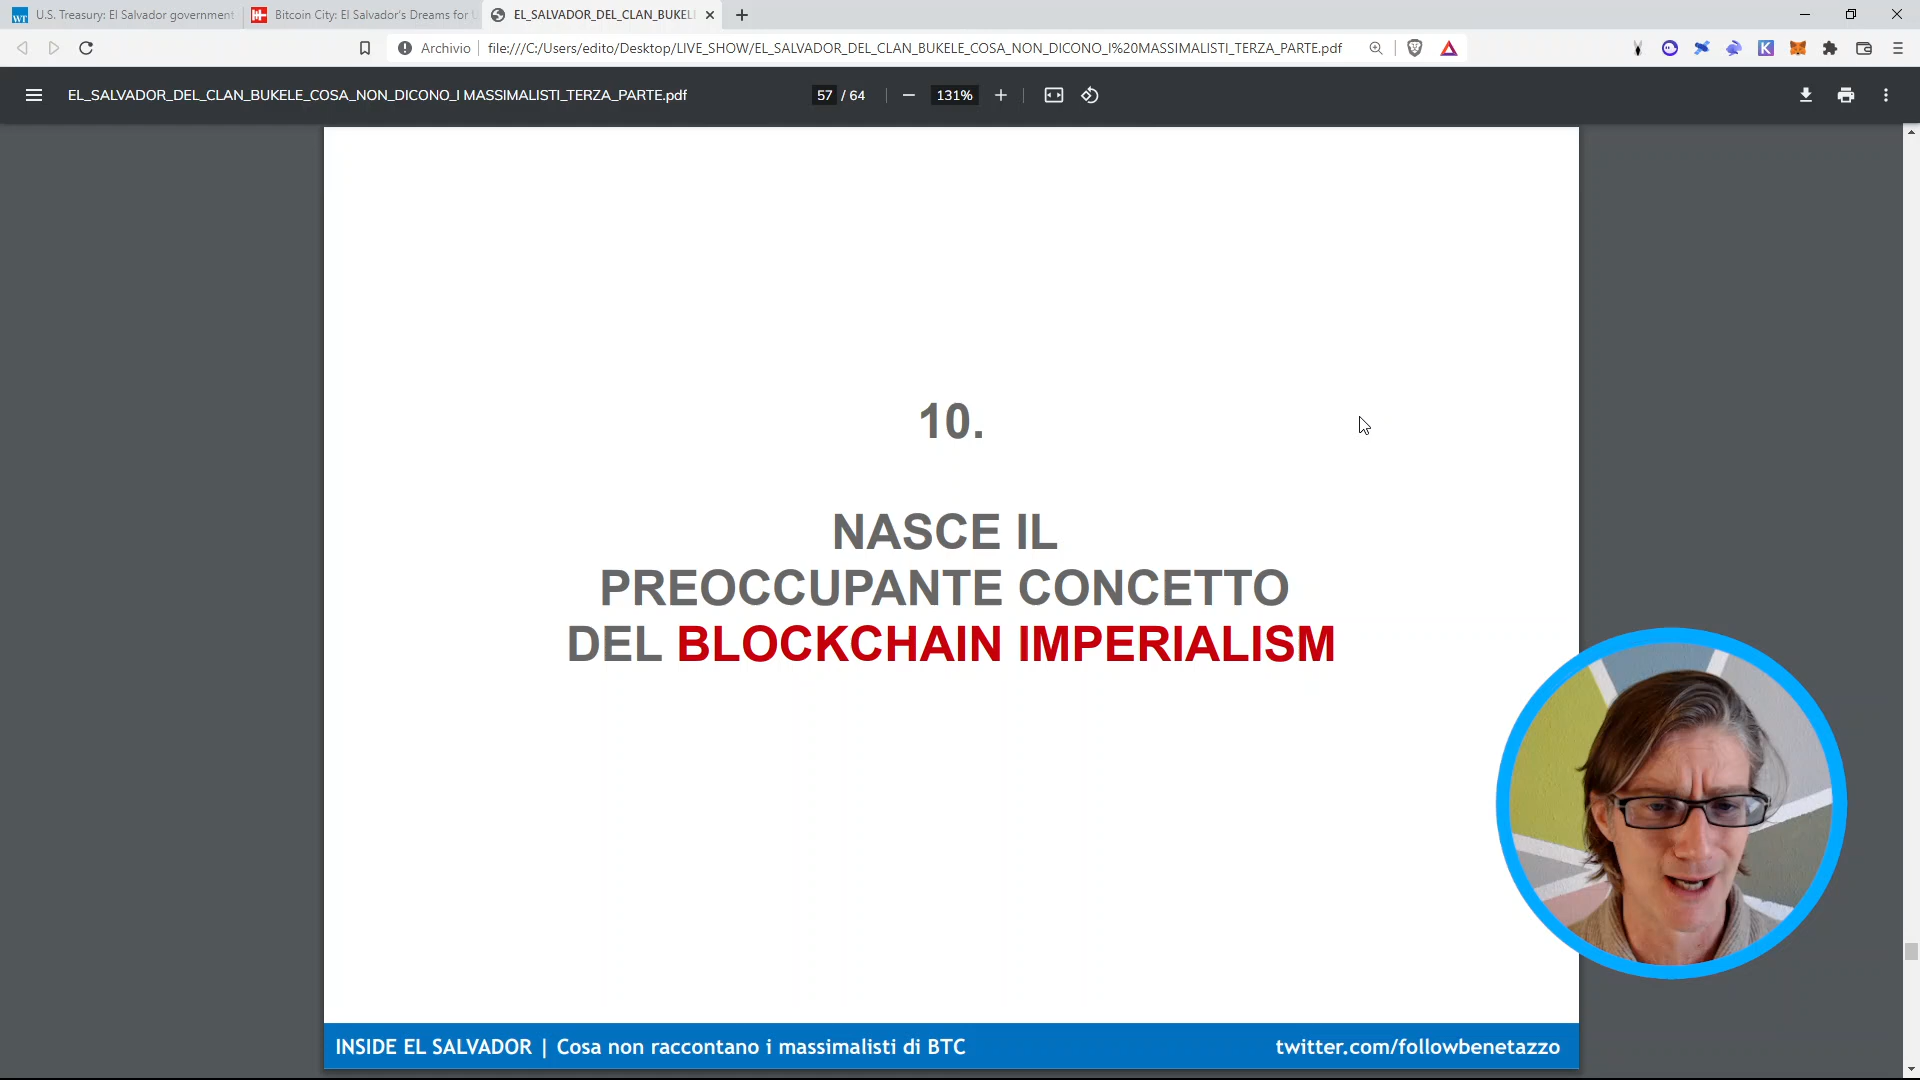 U.S. Treasury: El Salvador government
Bitcoin City: El Salvador's Dreams for
EL_SALVADOR_DEL_CLAN_BUKEL
Archivio
file:///C:/Users/edito/Desktop/LIVE_SHOW/EL_SALVADOR_DEL_CLAN_BUKELE_COSA_NON_DICONO_I%20MASSIMALISTI_TERZA_PARTE.pdf
EL_SALVADOR_DEL_CLAN_BUKELE_COSA_NON_DICONO_I MASSIMALISTI_TERZA_PARTE.pdf
57 / 64
131%
10.
NASCE IL
PREOCCUPANTE CONCETTO
DEL BLOCKCHAIN IMPERIALISM
INSIDE EL SALVADOR | Cosa non raccontano i massimalisti di BTC
twitter.com/followbenetazzo